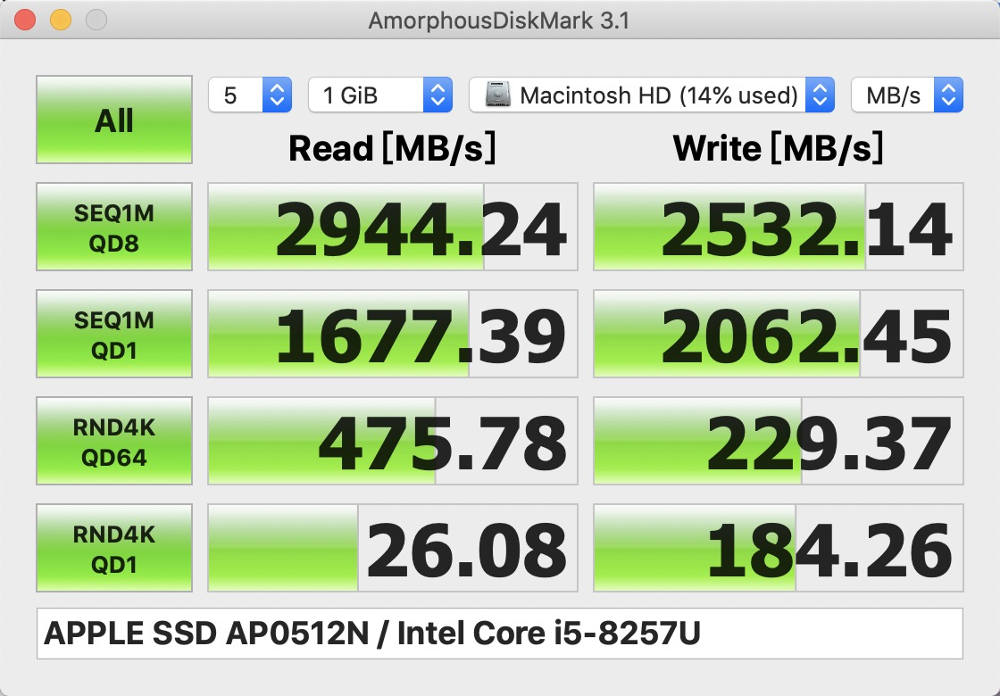 AmorphousDiskMark 3.1
All
5
1 GiB
Macintosh HD (14% used)
MB/s
Read [MB/s]
Write [MB/s]
SEQ1M
QD8
2944.24
2532.14
SEQ1M
QD1
1677.39
2062.45
RND4K
QD64
475.78
229.37
RND4K
QD1
26.08
184.26
APPLE SSD AP0512N / Intel Core i5-8257U